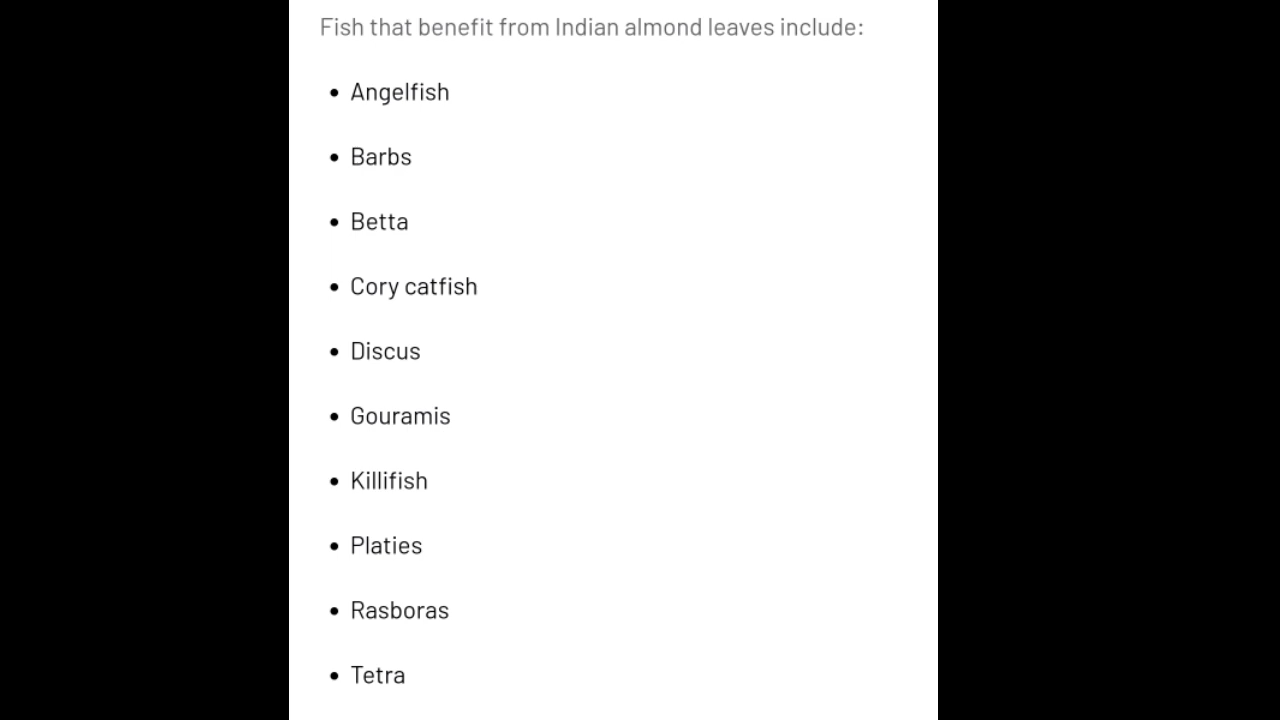 Fish that benefit from Indian almond leaves include:
• Angelfish
• Barbs
• Betta
• Cory catfish
• Discus
• Gouramis
• Killifish
• Platies
• Rasboras
• Tetra